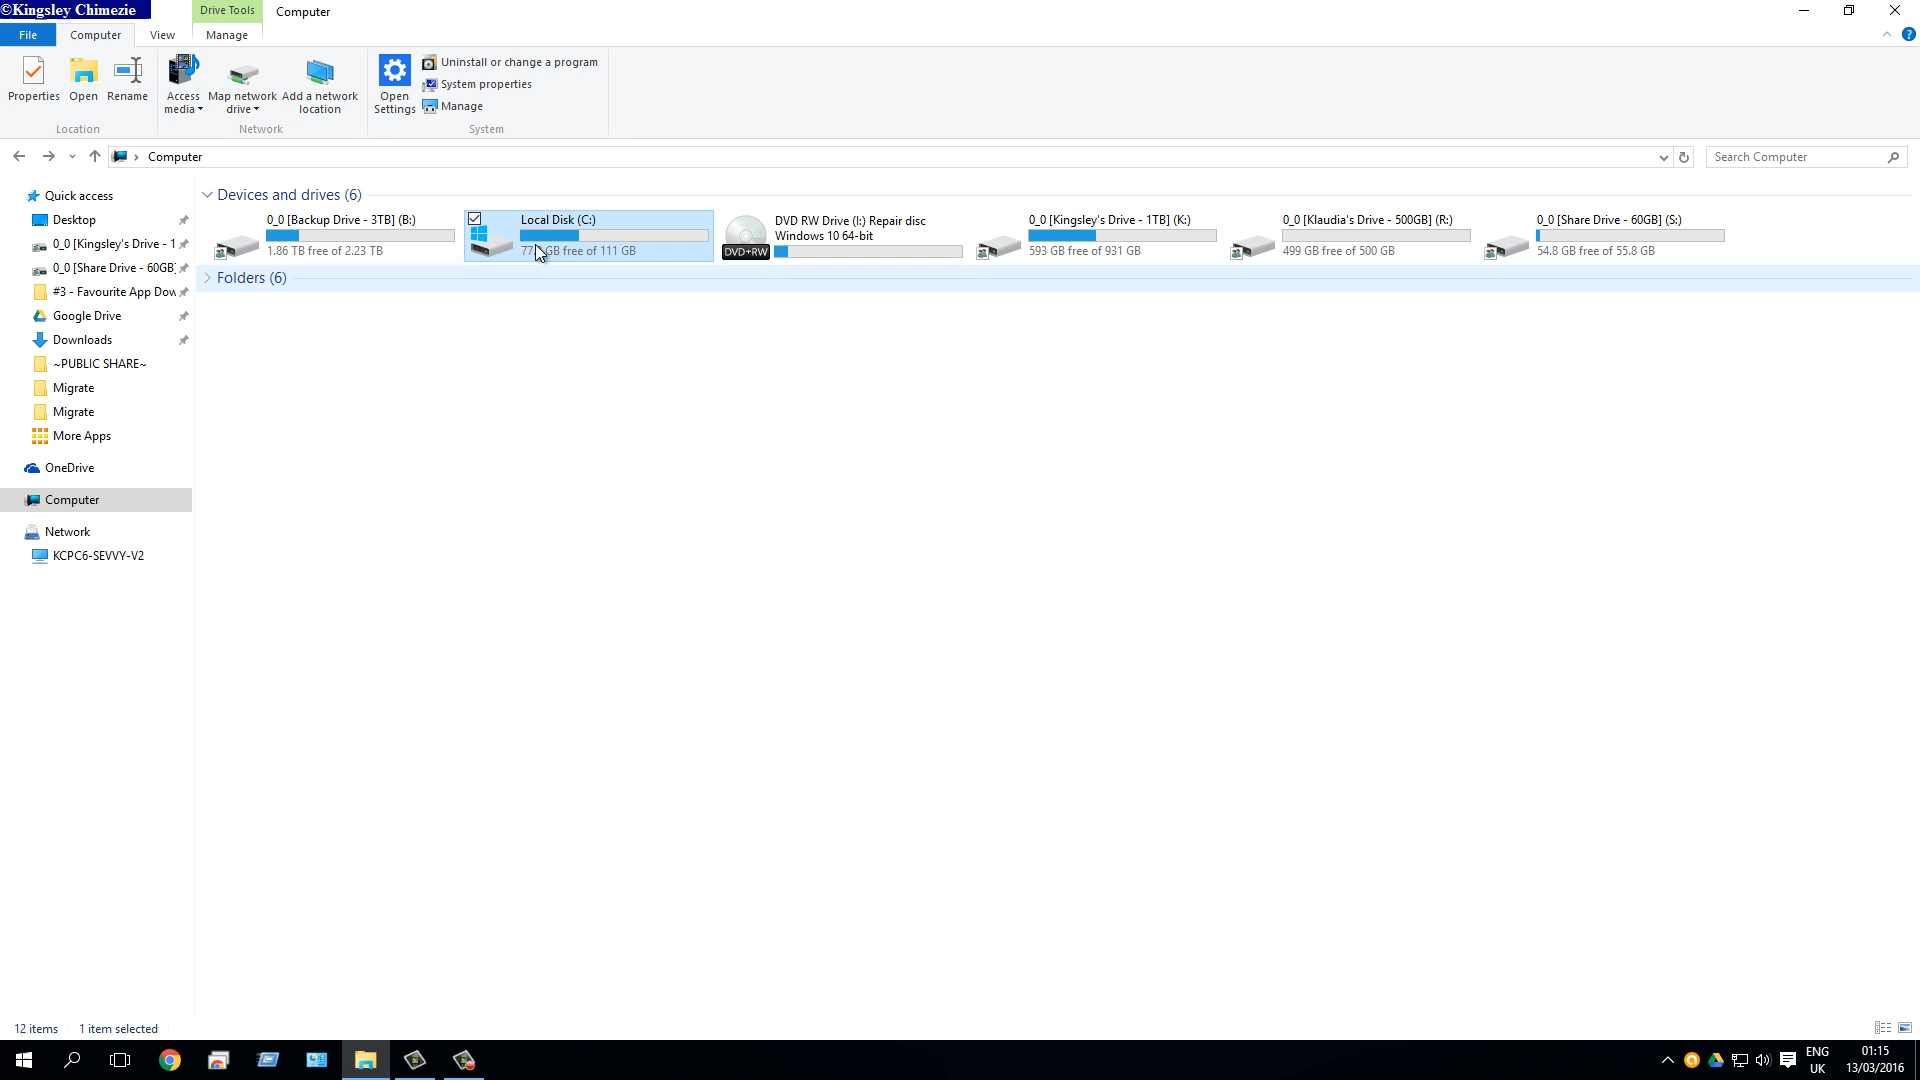 ©Kingsley Chimezie
Drive Tools
Computer
File
Computer
View
Manage
Properties
Open
Rename
Access media
Map network drive
Add a network location
Open Settings
Uninstall or change a program
System properties
Manage
Location
Network
System
Computer
Search Computer
Quick access
Desktop
0_0 [Kingsley's Drive - 1
0_0 [Share Drive - 60GB]
#3 - Favourite App Dow
Google Drive
Downloads
~PUBLIC SHARE~
Migrate
Migrate
More Apps
OneDrive
Computer
Network
KCPC6-SEVVY-V2
Devices and drives (6)
0_0 [Backup Drive - 3TB] (B:)
1.86 TB free of 2.23 TB
Local Disk (C:)
GB free of 111 GB
DVD RW Drive (I:) Repair disc
Windows 10 64-bit
DVD+RW
0_0 [Kingsley's Drive - 1TB] (K:)
593 GB free of 931 GB
0_0 [Klaudia's Drive - 500GB] (R:)
499 GB free of 500 GB
0_0 [Share Drive - 60GB] (S:)
54.8 GB free of 55.8 GB
Folders (6)
12 items
1 item selected
ENG
UK
01:15
13/03/2016